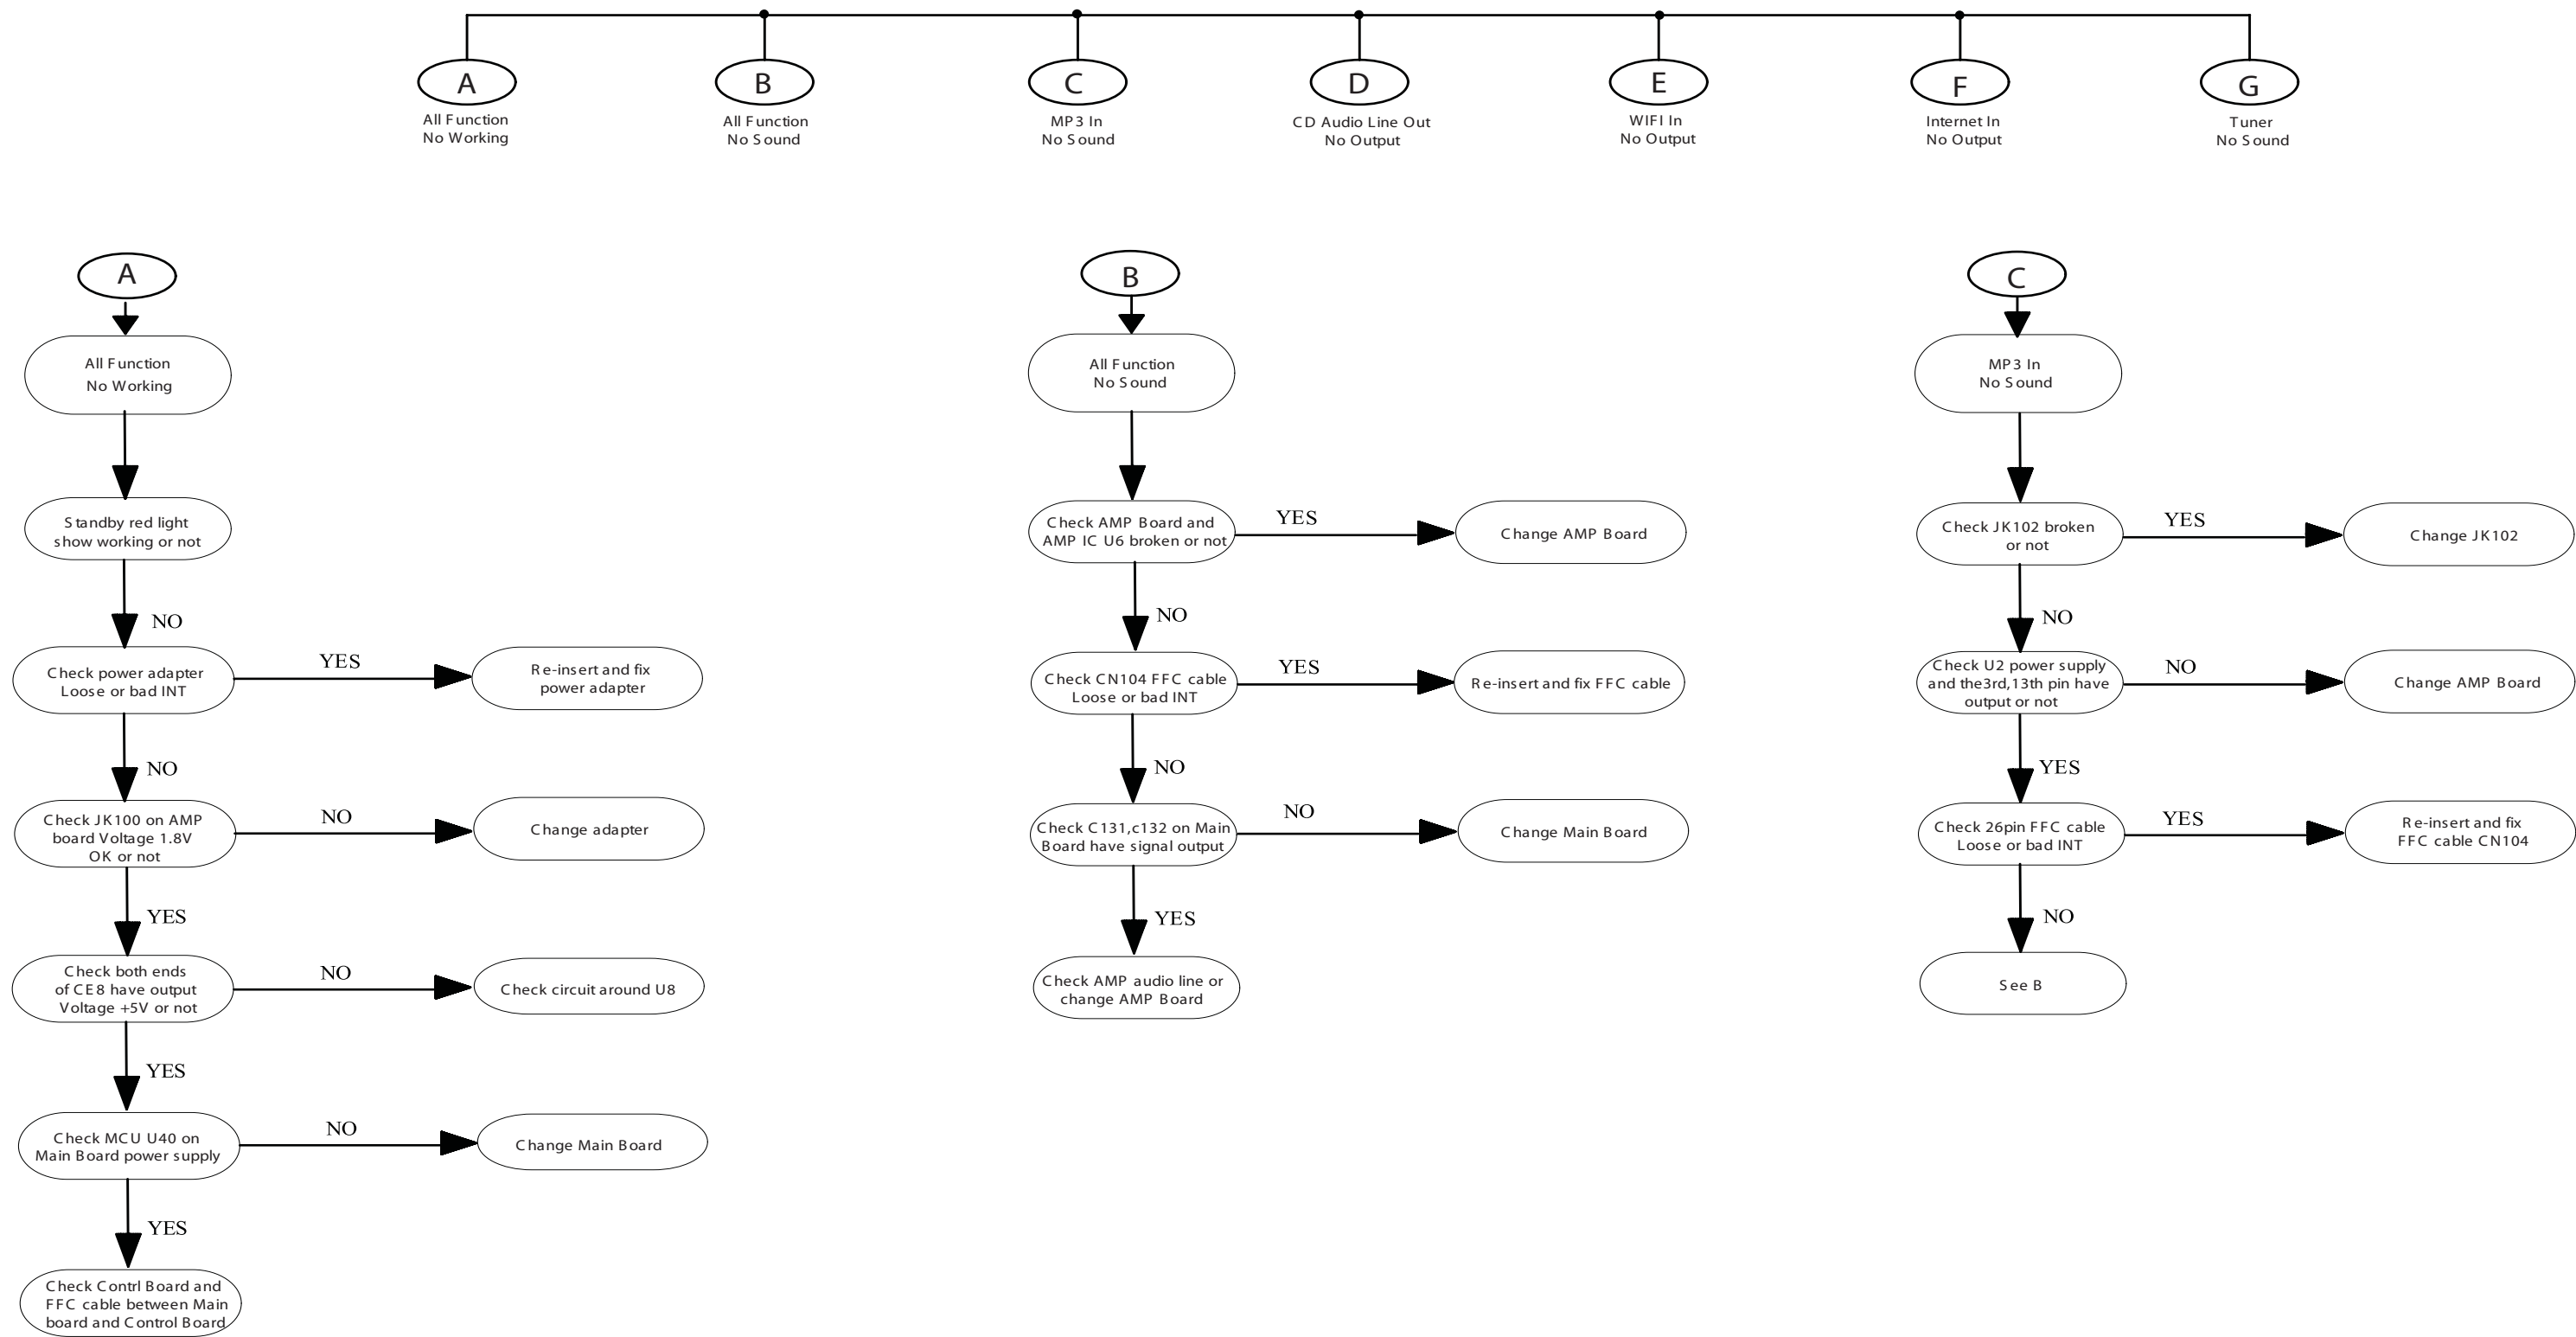 A
B
C
D
E
F
G
All Function
No Working
All Function
No Sound
MP3 In
No Sound
CD Audio Line Out
No Output
WIFI In
No Output
Internet In
No Output
Tuner
No Sound
A
All Function
No Working
Standby red light
show working or not
NO
Check power adapter
Loose or bad INT
YES
Re-insert and fix
power adapter
NO
Check JK100 on AMP
board Voltage 1.8V
OK or not
NO
Change adapter
YES
Check both ends
of CE8 have output
Voltage +5V or not
NO
Check circuit around U8
YES
Check MCU U40 on
Main Board power supply
NO
Change Main Board
YES
Check Contrl Board and
FFC cable between Main
board and Control Board
B
All Function
No Sound
Check AMP Board and
AMP IC U6 broken or not
YES
Change AMP Board
NO
Check CN104 FFC cable
Loose or bad INT
YES
Re-insert and fix FFC cable
NO
Check C131,c132 on Main
Board have signal output
NO
Change Main Board
YES
Check AMP audio line or
change AMP Board
C
MP3 In
No Sound
Check JK102 broken
or not
YES
Change JK102
NO
Check U2 power supply
and the3rd,13th pin have
output or not
NO
Change AMP Board
YES
Check 26pin FFC cable
Loose or bad INT
YES
Re-insert and fix
FFC cable CN104
NO
See B